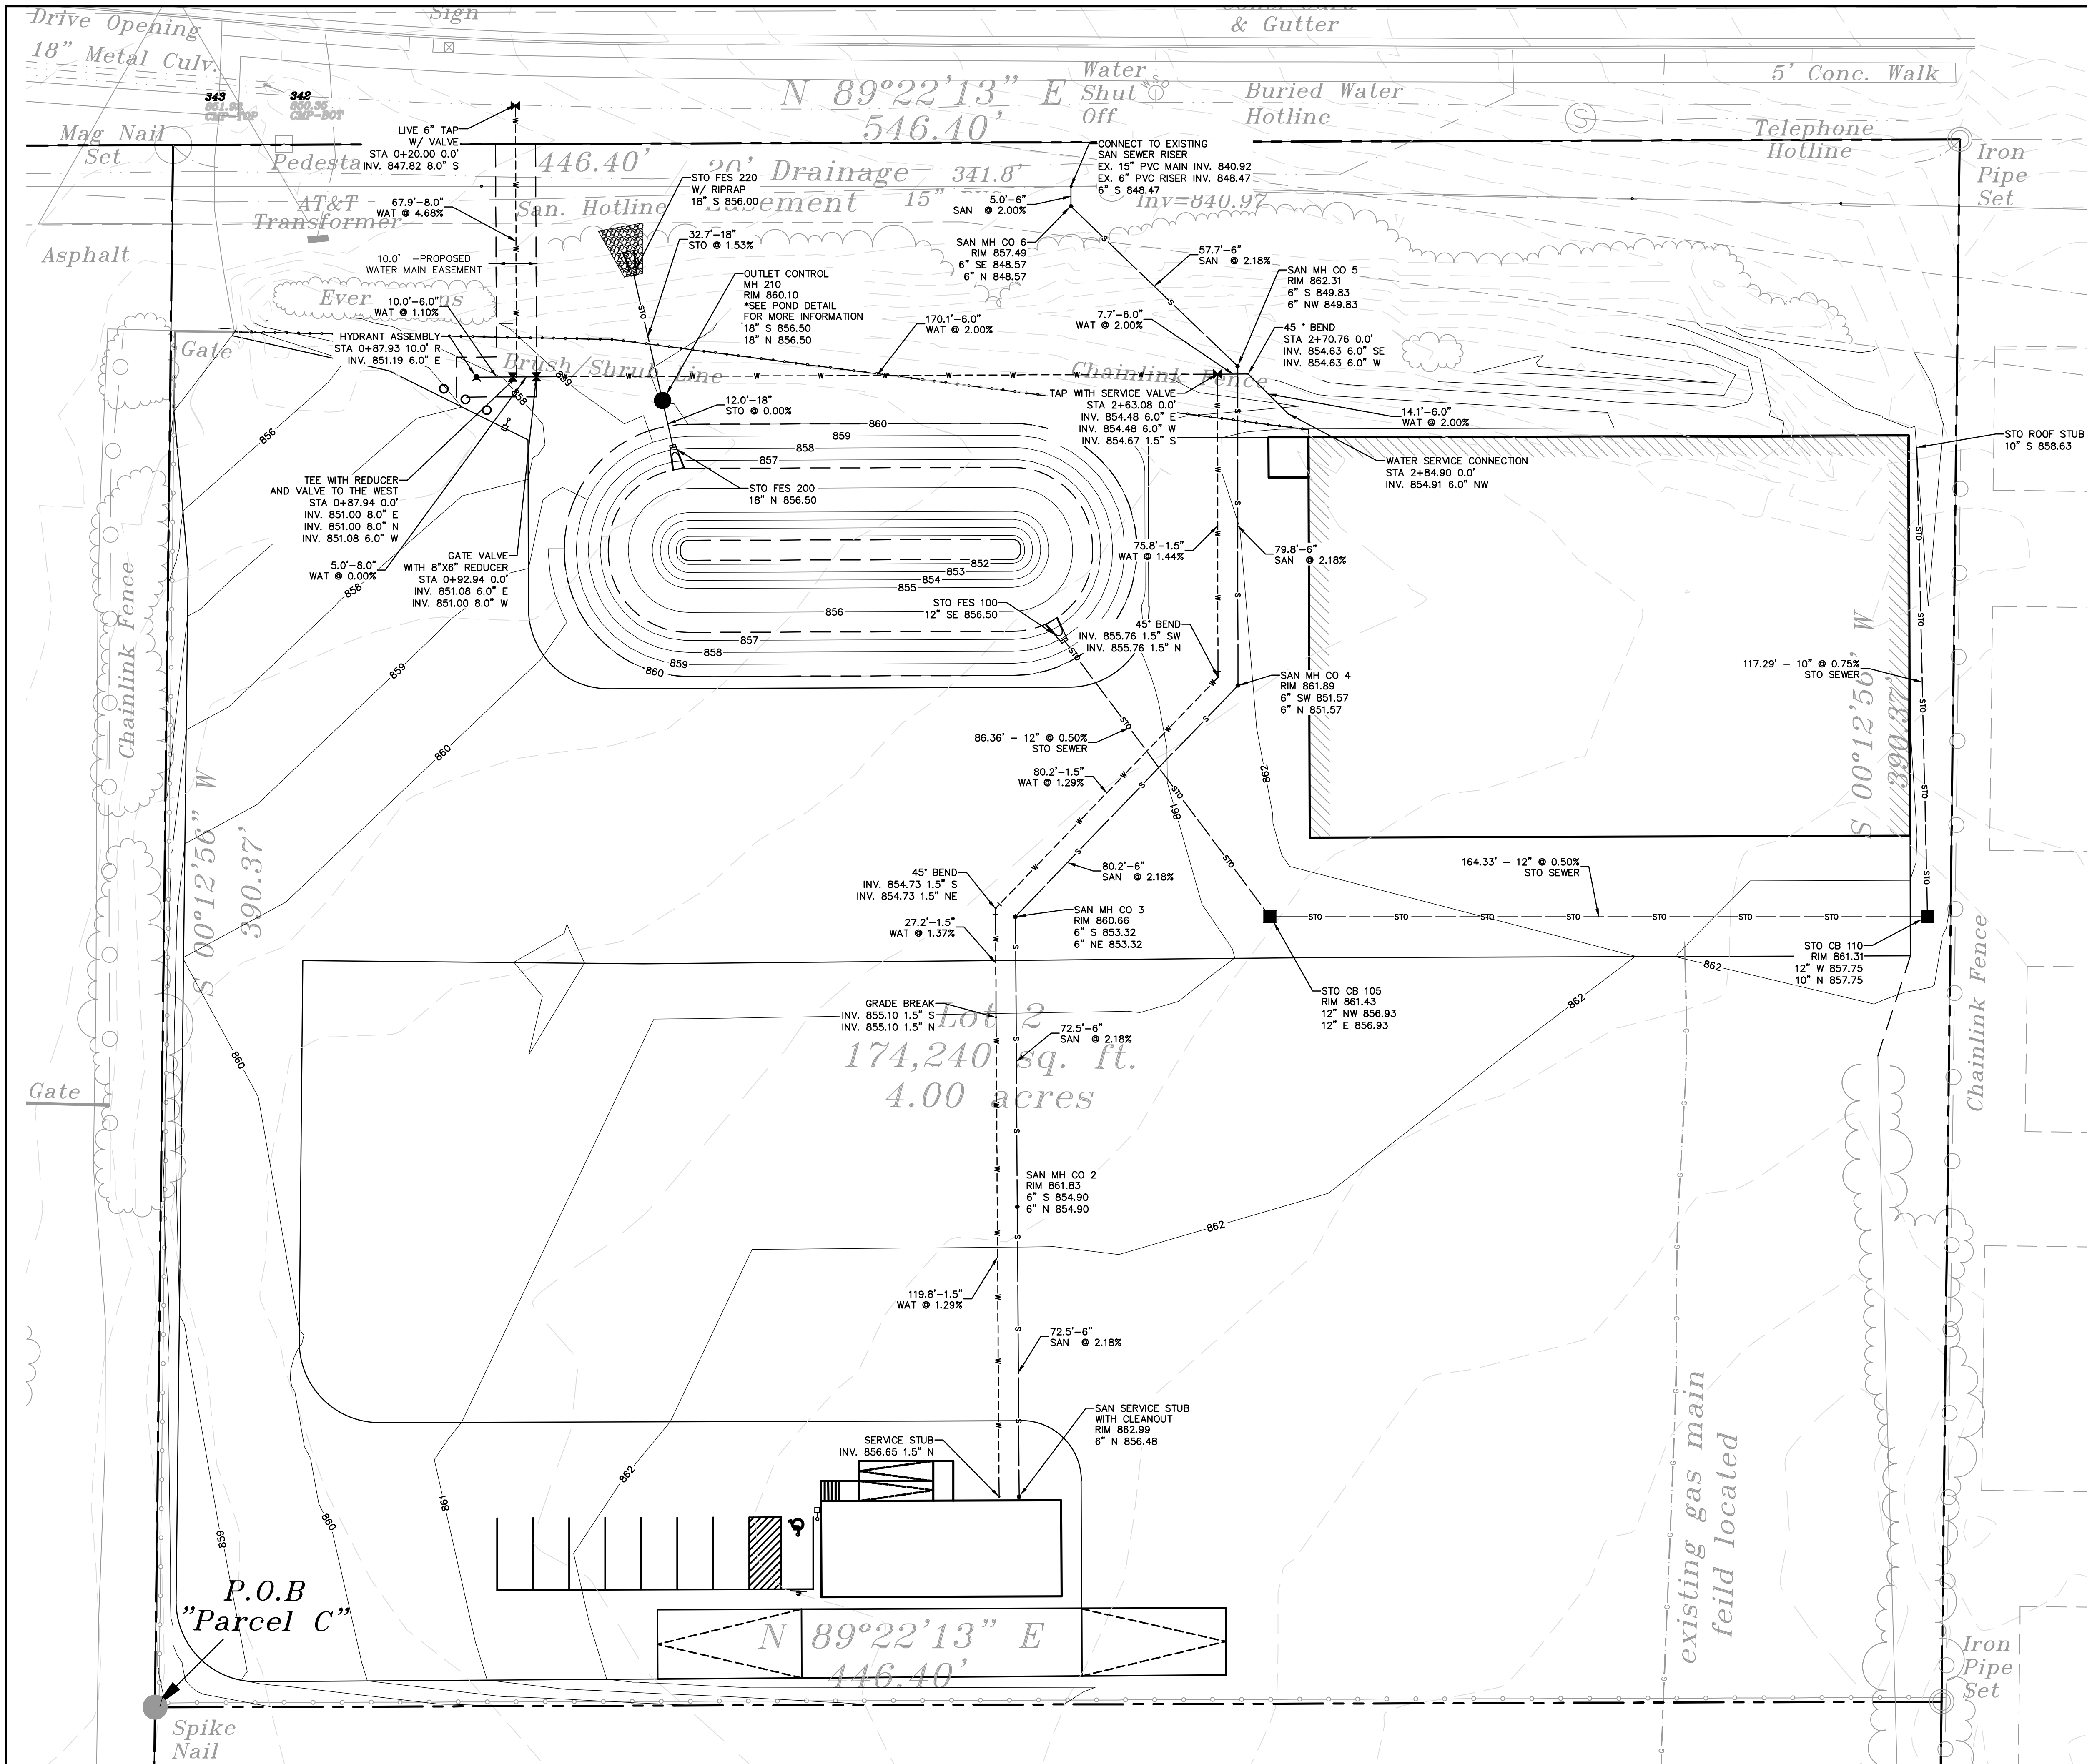 Drive Opening
Sign
& Gutter
18" Metal Culv.
N 89°22'13" E
546.40'
Water
Shut
Off
WSO
Buried Water
Hotline
5' Conc. Walk
343
851.98
CMP-TOP
342
850.35
CMP-BOT
Mag Nail
Set
Pedesta
LIVE 6" TAP
W/ VALVE
STA 0+20.00 0.0'
INV. 847.82 8.0" S
446.40'
20' Drainage
Easement
341.8'
15"
Inv=840.97
CONNECT TO EXISTING
SAN SEWER RISER
EX. 15" PVC MAIN INV. 840.92
EX. 6" PVC RISER INV. 848.47
6" S 848.47
S
Telephone
Hotline
Iron
Pipe
Set
STO FES 220
W/ RIPRAP
18" S 856.00
AT&T
Transformer
67.9'-8.0"
WAT @ 4.68%
San. Hotline
5.0'-6"
SAN @ 2.00%
Asphalt
32.7'-18"
STO @ 1.53%
SAN MH CO 6
RIM 857.49
6" SE 848.57
6" N 848.57
57.7'-6"
SAN @ 2.18%
10.0' -PROPOSED
WATER MAIN EASEMENT
OUTLET CONTROL
MH 210
RIM 860.10
*SEE POND DETAIL
FOR MORE INFORMATION
18" S 856.50
18" N 856.50
SAN MH CO 5
RIM 862.31
6" S 849.83
6" NW 849.83
Ever
ns
10.0'-6.0"
WAT @ 1.10%
170.1'-6.0"
WAT @ 2.00%
7.7'-6.0"
WAT @ 2.00%
45 ° BEND
STA 2+70.76 0.0'
INV. 854.63 6.0" SE
INV. 854.63 6.0" W
Gate
HYDRANT ASSEMBLY
STA 0+87.93 10.0' R
INV. 851.19 6.0" E
Brush/Shrub Line
Chainlink Fence
859
858
12.0'-18"
STO @ 0.00%
TAP WITH SERVICE VALVE
STA 2+63.08 0.0'
INV. 854.48 6.0" E
INV. 854.48 6.0" W
INV. 854.67 1.5" S
14.1'-6.0"
WAT @ 2.00%
856
860
859
858
857
STO ROOF STUB
10" S 858.63
WATER SERVICE CONNECTION
STA 2+84.90 0.0'
INV. 854.91 6.0" NW
TEE WITH REDUCER
AND VALVE TO THE WEST
STA 0+87.94 0.0'
INV. 851.00 8.0" E
INV. 851.00 8.0" N
INV. 851.08 6.0" W
STO FES 200
18" N 856.50
GATE VALVE
WITH 8"X6" REDUCER
STA 0+92.94 0.0'
INV. 851.08 6.0" E
INV. 851.00 8.0" W
5.0'-8.0"
WAT @ 0.00%
858
75.8'-1.5"
WAT @ 1.44%
79.8'-6"
SAN @ 2.18%
852
853
854
855
856
857
858
859
860
STO FES 100
12" SE 856.50
45° BEND
INV. 855.76 1.5" SW
INV. 855.76 1.5" N
Chainlink Fence
859
SAN MH CO 4
RIM 861.89
6" SW 851.57
6" N 851.57
117.29' - 10" @ 0.75%
STO SEWER
S 00°12'56" W
390.37'
860
86.36' - 12" @ 0.50%
STO SEWER
80.2'-1.5"
WAT @ 1.29%
861
862
S 00°12'56" W
390.37'
45° BEND
INV. 854.73 1.5" S
INV. 854.73 1.5" NE
80.2'-6"
SAN @ 2.18%
164.33' - 12" @ 0.50%
STO SEWER
27.2'-1.5"
WAT @ 1.37%
SAN MH CO 3
RIM 860.66
6" S 853.32
6" NE 853.32
STO CB 110
RIM 861.31
12" W 857.75
10" N 857.75
862
862
Chainlink Fence
GRADE BREAK
INV. 855.10 1.5" S
INV. 855.10 1.5" N
STO CB 105
RIM 861.43
12" NW 856.93
12" E 856.93
Lot 2
174,240 sq. ft.
4.00 acres
72.5'-6"
SAN @ 2.18%
860
Gate
SAN MH CO 2
RIM 861.83
6" S 854.90
6" N 854.90
862
119.8'-1.5"
WAT @ 1.29%
72.5'-6"
SAN @ 2.18%
existing gas main
feild located
SAN SERVICE STUB
WITH CLEANOUT
RIM 862.99
6" N 856.48
SERVICE STUB
INV. 856.65 1.5" N
862
861
860
859
P.O.B
"Parcel C"
N 89°22'13" E
446.40'
Iron
Pipe
Set
Spike
Nail